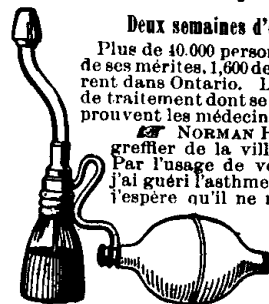 Deux semaines d'
Plus de 10.000 person
de ses mérites. 1,600 de
rent dans Ontario. L
de traitement dont se
prouvent les médecin
☞ NORMAN H
greffier de la vill
Par l'usage de v
j'ai guéri l'asthme
j'espère qu'il ne r